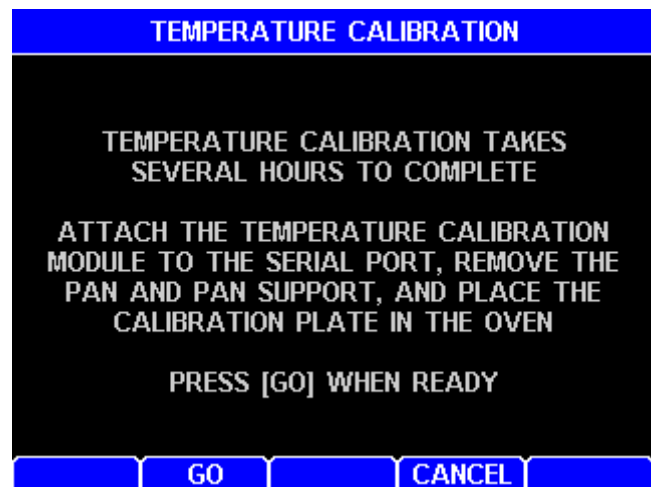 TEMPERATURE CALIBRATION
TEMPERATURE CALIBRATION TAKES
SEVERAL HOURS TO COMPLETE
ATTACH THE TEMPERATURE CALIBRATION
MODULE TO THE SERIAL PORT, REMOVE THE
PAN AND PAN SUPPORT, AND PLACE THE
CALIBRATION PLATE IN THE OVEN
PRESS [GO] WHEN READY
GO CANCEL